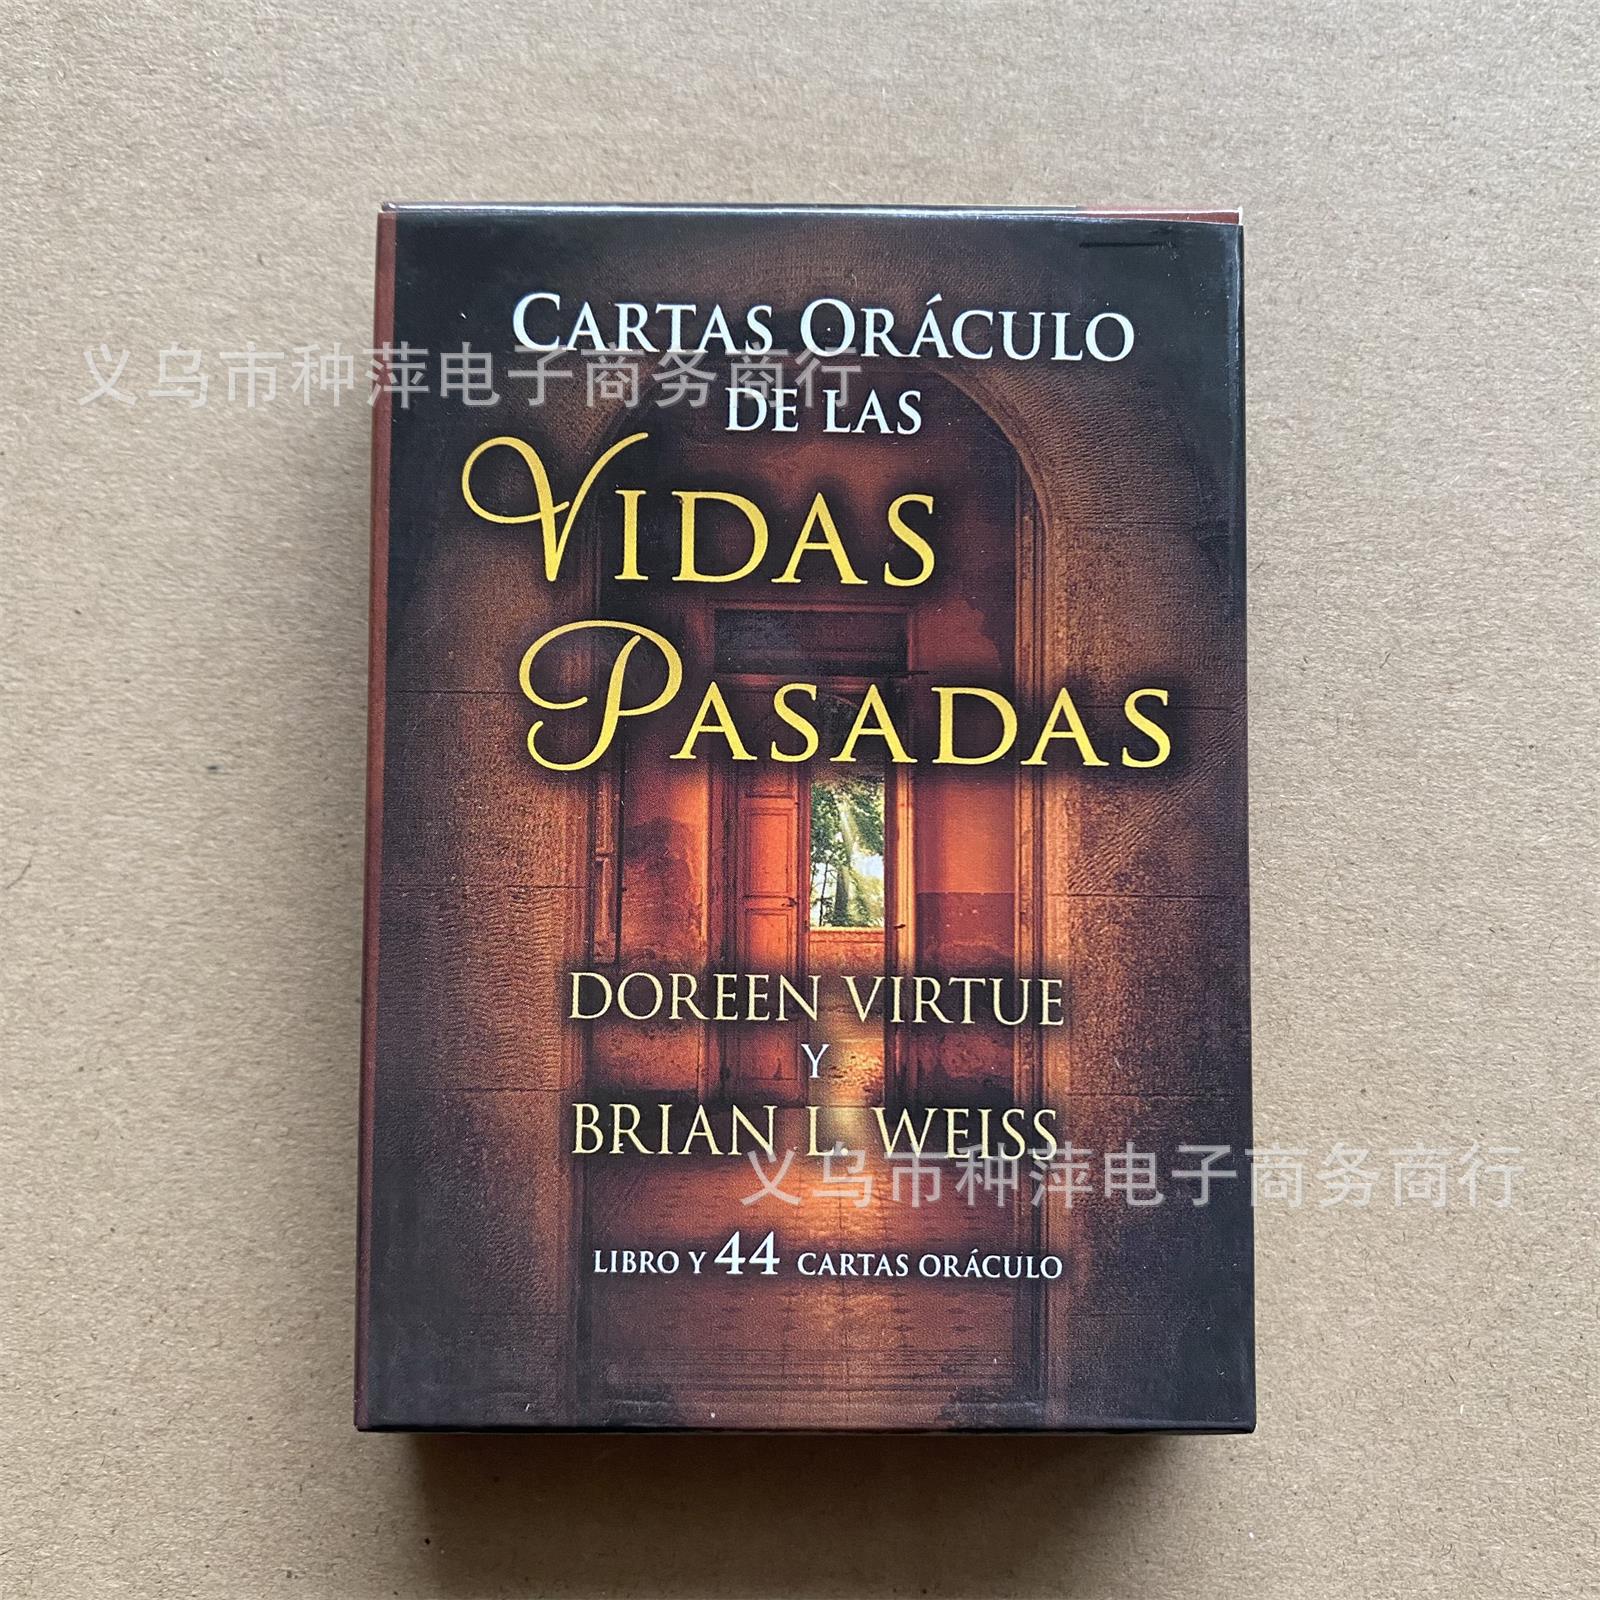 CARTAS ORÁCULO
义乌市种萍电子商务商行
DE LAS
VIDAS
PASADAS
DOREEN VIRTUE
Y
BRIAN L. WEISS
义乌市种萍电子商务商行
LIBRO Y 44 CARTAS ORÁCULO